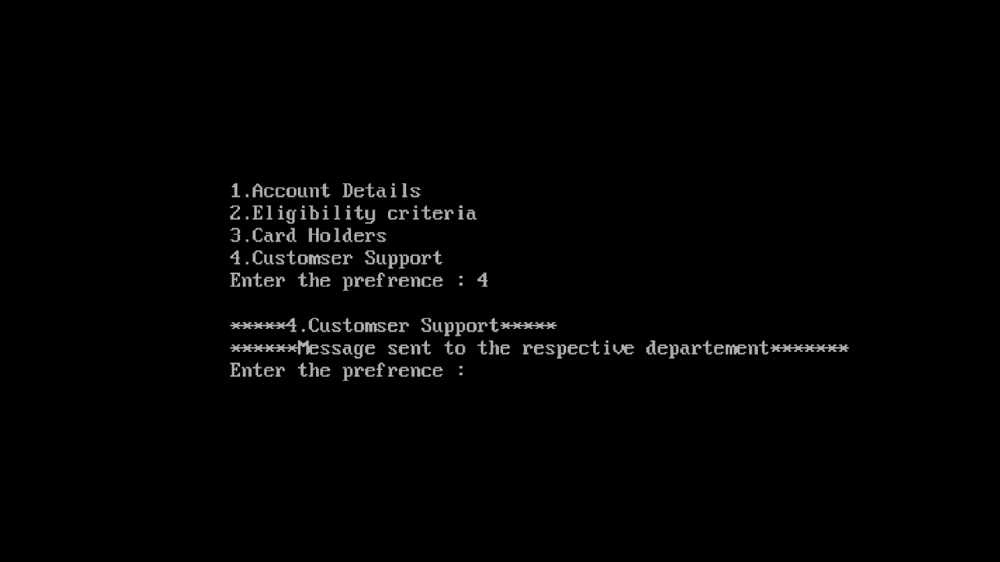 1.Account Details
2.Eligibility criteria
3.Card Holders
4.Customser Support
Enter the prefrence : 4
*****4.Customser Support*****
******Message sent to the respective departement*******
Enter the prefrence :